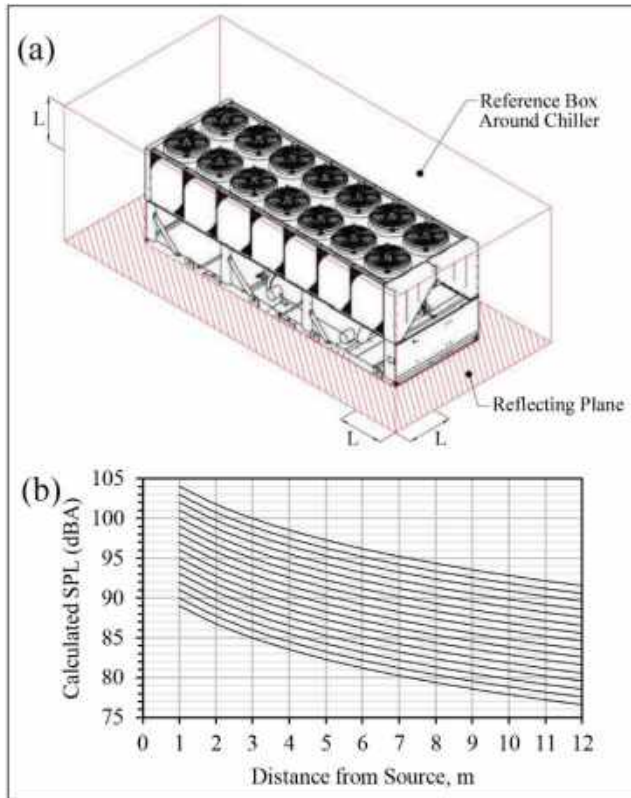 (a)
L
Reference Box
Around Chiller
Reflecting Plane
L
L
(b)
Calculated SPL (dBA)
105
100
95
90
85
80
75
0 1 2 3 4 5 6 7 8 9 10 11 12
Distance from Source, m